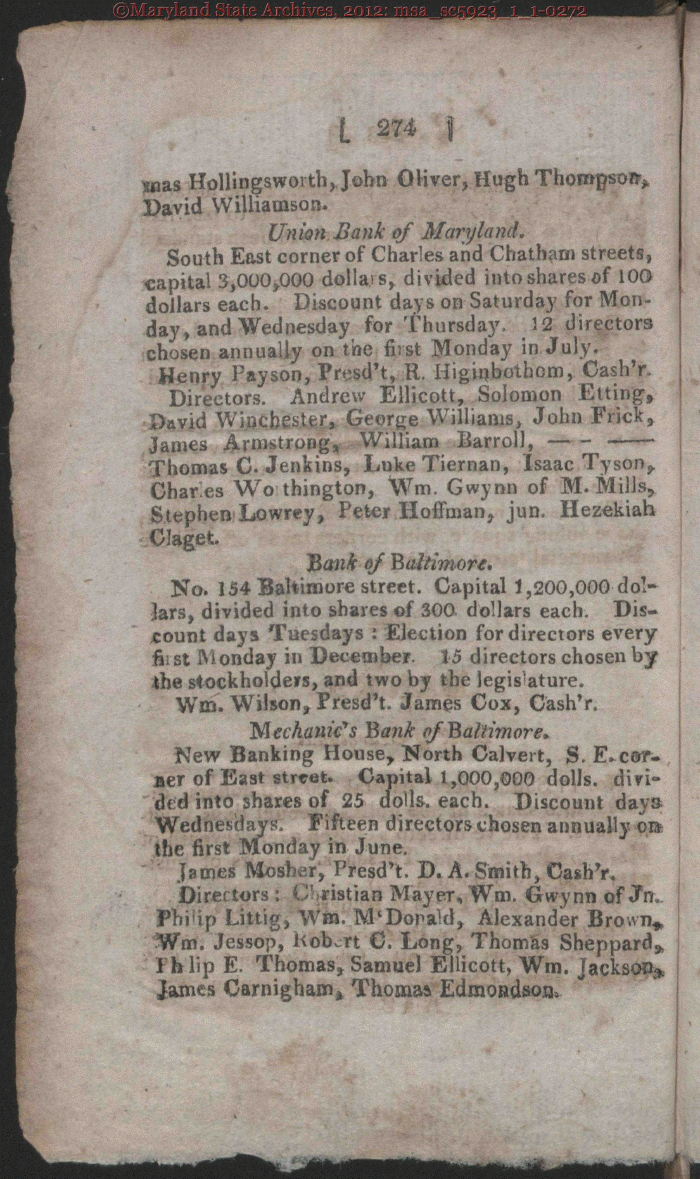 ©Maryland State Archives, 2012: msa_sc5923_1_1-0272
[ 274 ]
mas Hollingsworth, John Oliver, Hugh Thompson,
David Williamson.
Union Bank of Maryland.
South East corner of Charles and Chatham streets,
capital 3,000,000 dollars, divided into shares of 100
dollars each. Discount days on Saturday for Mon-
day, and Wednesday for Thursday. 12 directors
chosen annually on the first Monday in July.
Henry Payson, Presd't, R. Higinbothom, Cash'r.
Directors. Andrew Ellicott, Solomon Etting,
David Winchester, George Williams, John Frick,
James Armstrong, William Barroll, — - —
Thomas C. Jenkins, Luke Tiernan, Isaac Tyson,
Charles Worthington, Wm. Gwynn of M. Mills,
Stephen Lowrey, Peter Hoffman, jun. Hezekiah
Claget.
Bank of Baltimore.
No. 154 Baltimore street. Capital 1,200,000 dol-
lars, divided into shares of 300 dollars each. Dis-
count days Tuesdays : Election for directors every
first Monday in December. 15 directors chosen by
the stockholders, and two by the legislature.
Wm. Wilson, Presd't. James Cox, Cash'r.
Mechanic's Bank of Baltimore.
New Banking House, North Calvert, S. E. cor-
ner of East street. Capital 1,000,000 dolls. divi-
ded into shares of 25 dolls. each. Discount days
Wednesdays. Fifteen directors chosen annually on
the first Monday in June.
James Mosher, Presd't. D. A. Smith, Cash'r.
Directors : Christian Mayer, Wm. Gwynn of Jn.
Philip Littig, Wm. M'Donald, Alexander Brown,
Wm. Jessop, Robert C. Long, Thomas Sheppard,
Philip E. Thomas, Samuel Ellicott, Wm. Jackson,
James Carnigham, Thomas Edmondson.